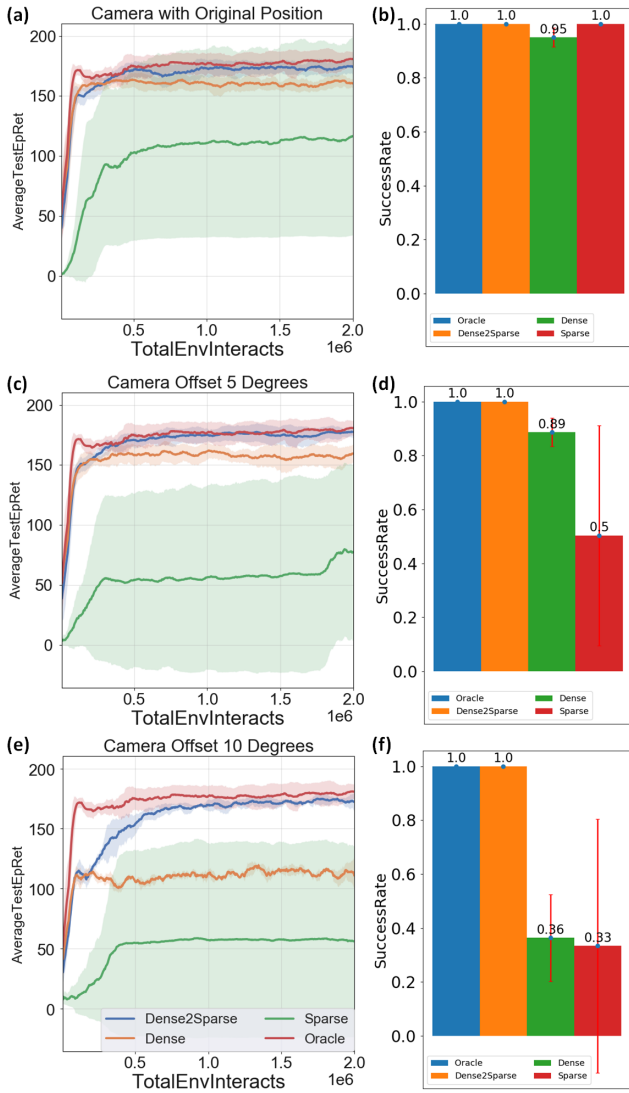 (a)
Camera with Original Position
200
150
100
50
0
AverageTestEpRet
0.5 1.0 1.5 2.0
1e6
TotalEnvInteracts
(b)
1.0 1.0 0.95 1.0
1.0
0.8
0.6
0.4
0.2
0.0
SuccessRate
Oracle Dense
Dense2Sparse Sparse
(c)
Camera Offset 5 Degrees
200
150
100
50
0
AverageTestEpRet
0.5 1.0 1.5 2.0
1e6
TotalEnvInteracts
(d)
1.0 1.0 0.89 0.5
1.0
0.8
0.6
0.4
0.2
0.0
SuccessRate
Oracle Dense
Dense2Sparse Sparse
(e)
Camera Offset 10 Degrees
200
150
100
50
0
AverageTestEpRet
Dense2Sparse Sparse
Dense Oracle
0.5 1.0 1.5 2.0
1e6
TotalEnvInteracts
(f)
1.0 1.0 0.36 0.33
1.0
0.8
0.6
0.4
0.2
0.0
SuccessRate
Oracle Dense
Dense2Sparse Sparse